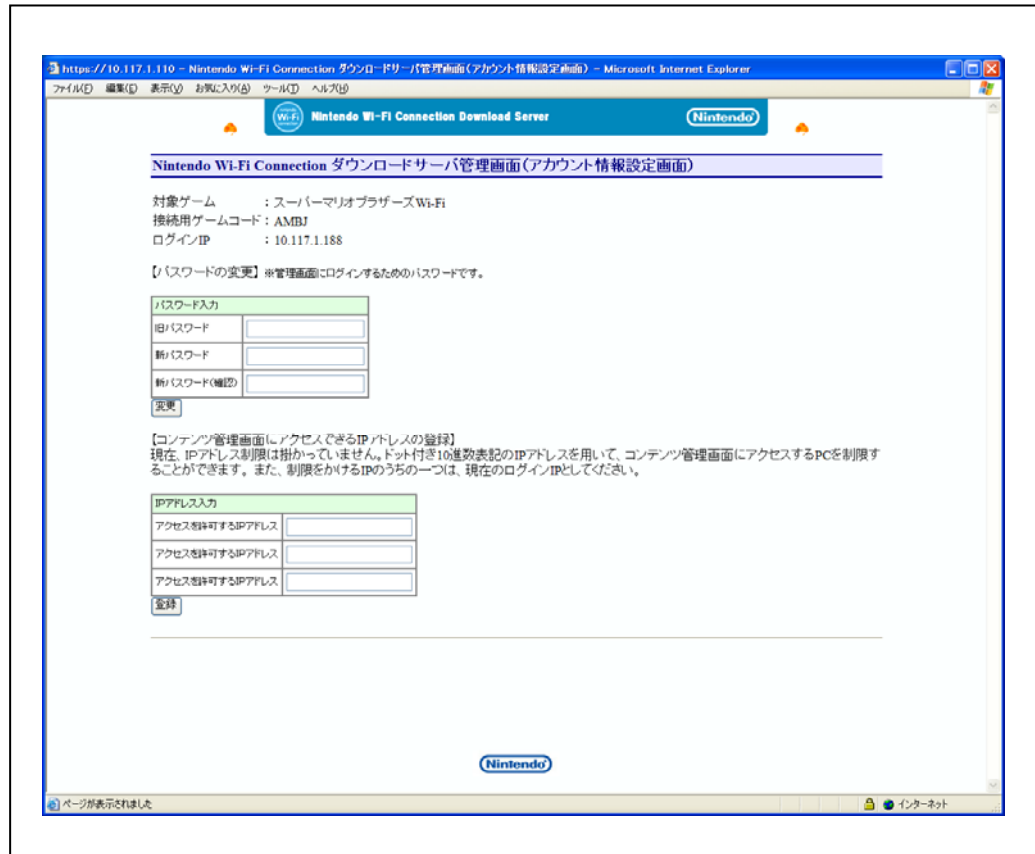 https://10.117.1.110 - Nintendo Wi-Fi Connection ダウンロードサーバ管理画面(アカウント情報設定画面) - Microsoft Internet Explorer
ファイル(F) 編集(E) 表示(V) お気に入り(A) ツール(T) ヘルプ(H)
Wi-Fi Nintendo Wi-Fi Connection Download Server Nintendo
Nintendo Wi-Fi Connection ダウンロードサーバ管理画面(アカウント情報設定画面)
対象ゲーム : スーパーマリオブラザーズWi-Fi
接続用ゲームコード : AMBJ
ログインIP : 10.117.1.188
【パスワードの変更】 ※管理画面にログインするためのパスワードです。
パスワード入力
旧パスワード
新パスワード
新パスワード(確認)
変更
【コンテンツ管理画面にアクセスできるIPアドレスの登録】
現在、IPアドレス制限は掛かっていません。ドット付き10進数表記のIPアドレスを用いて、コンテンツ管理画面にアクセスするPCを制限す
ることができます。また、制限をかけるIPのうちの一つは、現在のログインIPとしてください。
IPアドレス入力
アクセスを許可するIPアドレス
アクセスを許可するIPアドレス
アクセスを許可するIPアドレス
登録
Nintendo
ページが表示されました インターネット